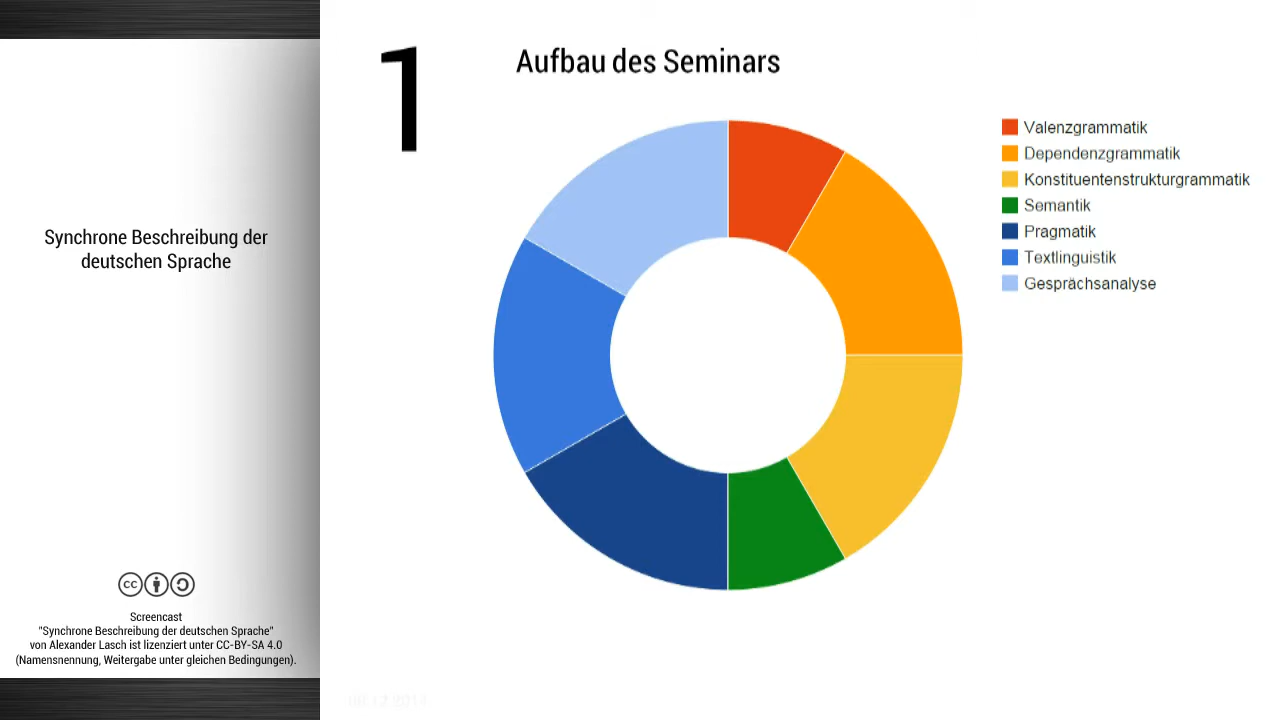 Synchrone Beschreibung der
deutschen Sprache
cc
Screencast
"Synchrone Beschreibung der deutschen Sprache"
von Alexander Lasch ist lizenziert unter CC-BY-SA 4.0
(Namensnennung, Weitergabe unter gleichen Bedingungen).
1
Aufbau des Seminars
Valenzgrammatik
Dependenzgrammatik
Konstituentenstrukturgrammatik
Semantik
Pragmatik
Textlinguistik
Gesprächsanalyse